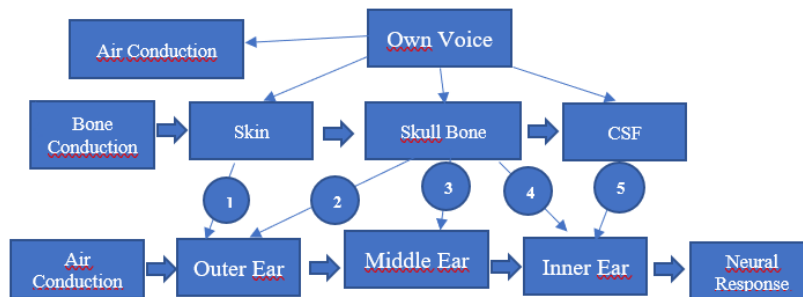 Own Voice
Air Conduction
Bone
Conduction
Skin
Skull Bone
CSF
1
2
3
4
5
Air
Conduction
Outer Ear
Middle Ear
Inner Ear
Neural
Response